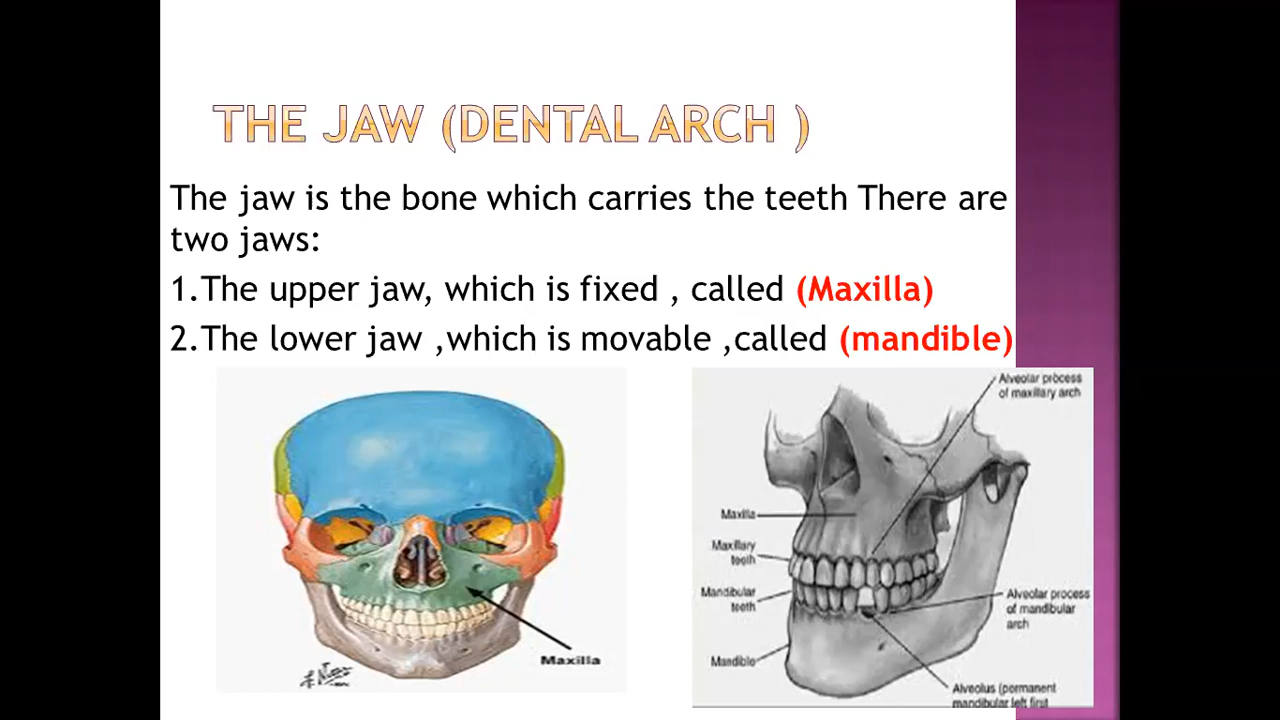 THE JAW (DENTAL ARCH )
The jaw is the bone which carries the teeth There are
two jaws:
1.The upper jaw, which is fixed , called (Maxilla)
2.The lower jaw ,which is movable ,called (mandible)
Maxilla
Alveolar process
of maxillary arch
Maxilla
Maxillary
teeth
Mandibular
teeth
Mandible
Alveolar process
of mandibular
arch
Alveolus (permanent
mandibular left first